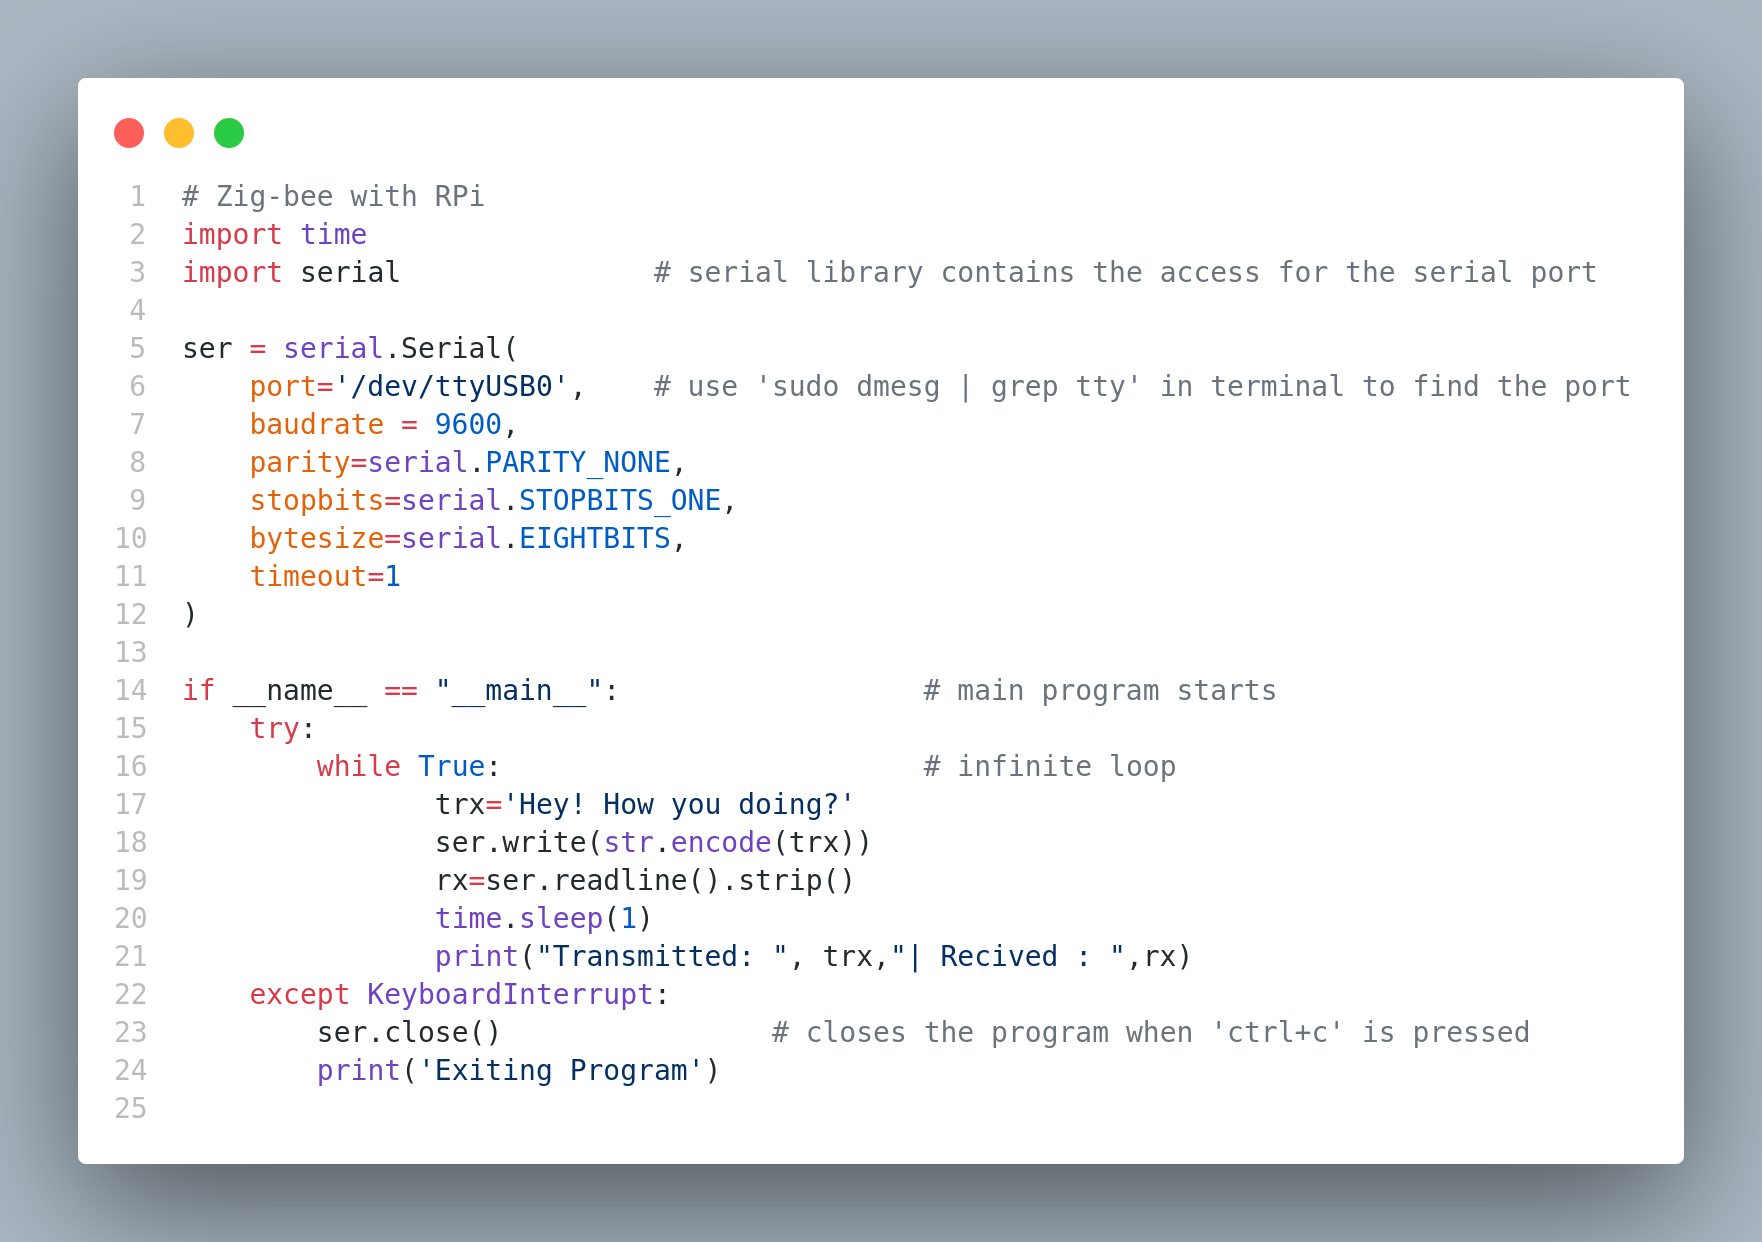 1 # Zig-bee with RPi
2 import time
3 import serial               # serial library contains the access for the serial port
4
5 ser = serial.Serial(
6     port='/dev/ttyUSB0',    # use 'sudo dmesg | grep tty' in terminal to find the port
7     baudrate = 9600,
8     parity=serial.PARITY_NONE,
9     stopbits=serial.STOPBITS_ONE,
10     bytesize=serial.EIGHTBITS,
11     timeout=1
12 )
13
14 if __name__ == "__main__":                  # main program starts
15     try:
16         while True:                         # infinite loop
17                trx='Hey! How you doing?'
18                ser.write(str.encode(trx))
19                rx=ser.readline().strip()
20                time.sleep(1)
21                print("Transmitted: ", trx,"| Recived : ",rx)
22     except KeyboardInterrupt:
23         ser.close()                # closes the program when 'ctrl+c' is pressed
24         print('Exiting Program')
25